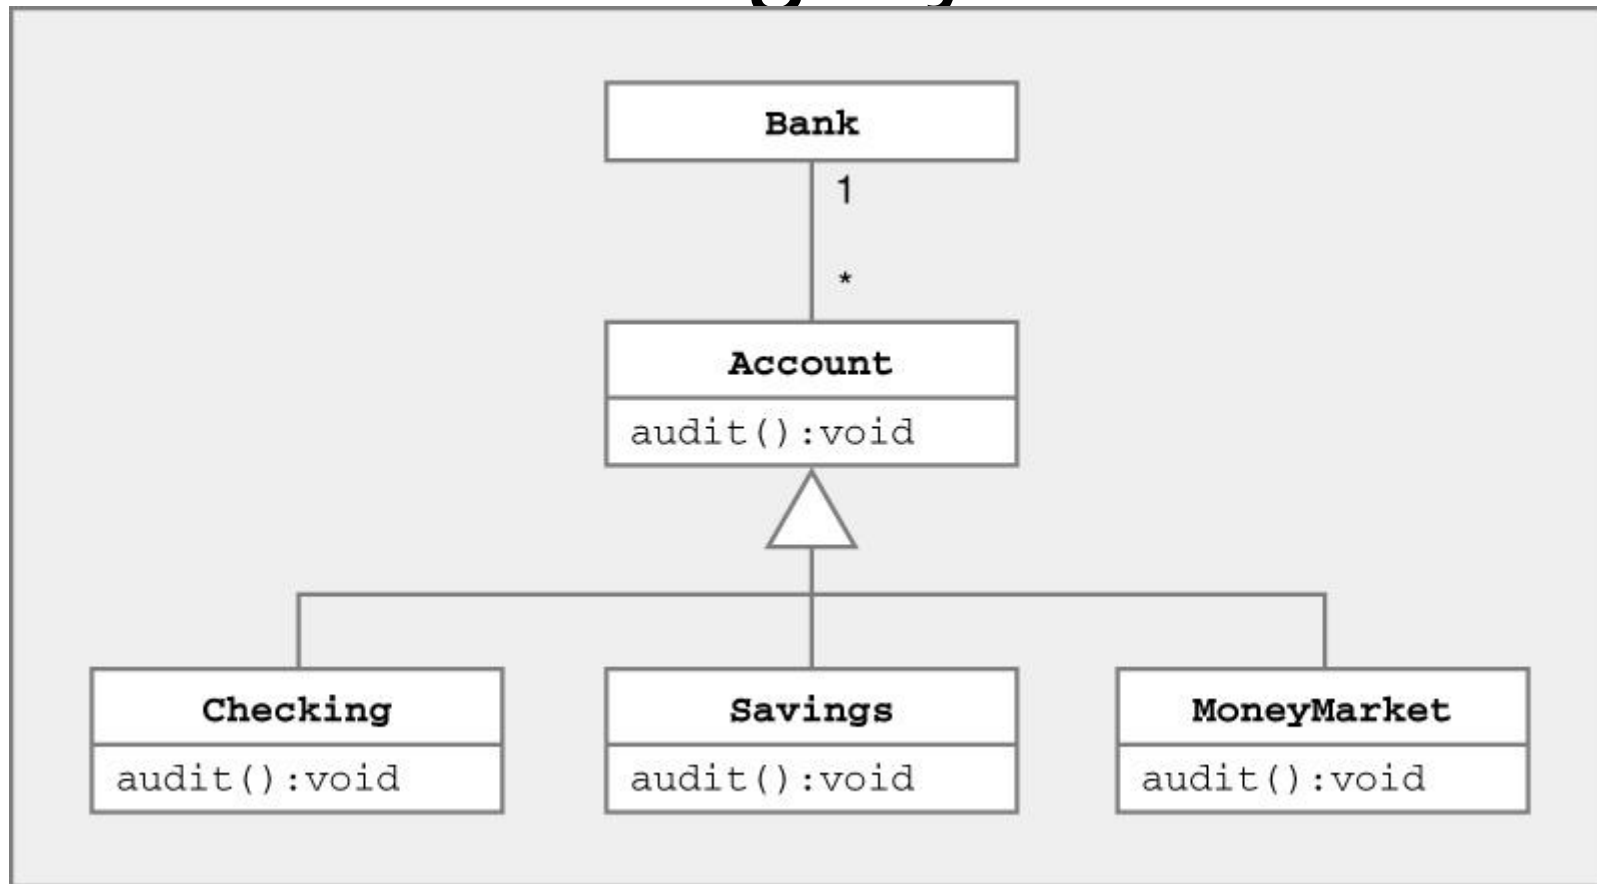 Bank
1
*
Account
audit():void
Checking
Savings
MoneyMarket
audit():void
audit():void
audit():void